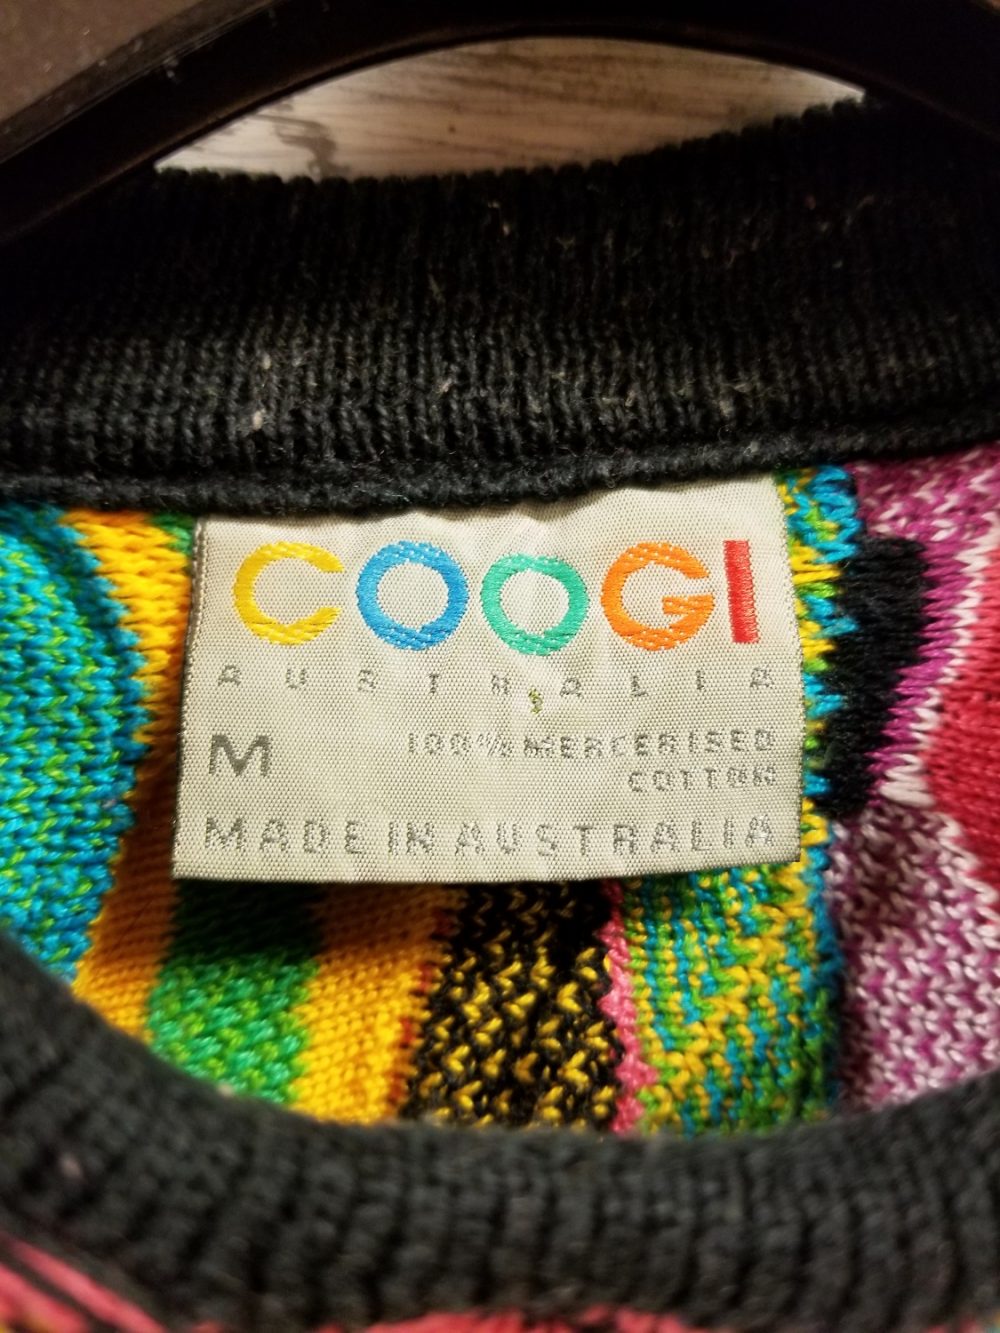 COOGI
AUSTRALIA
M
100% MERCERISED
COTTON
MADE IN AUSTRALIA